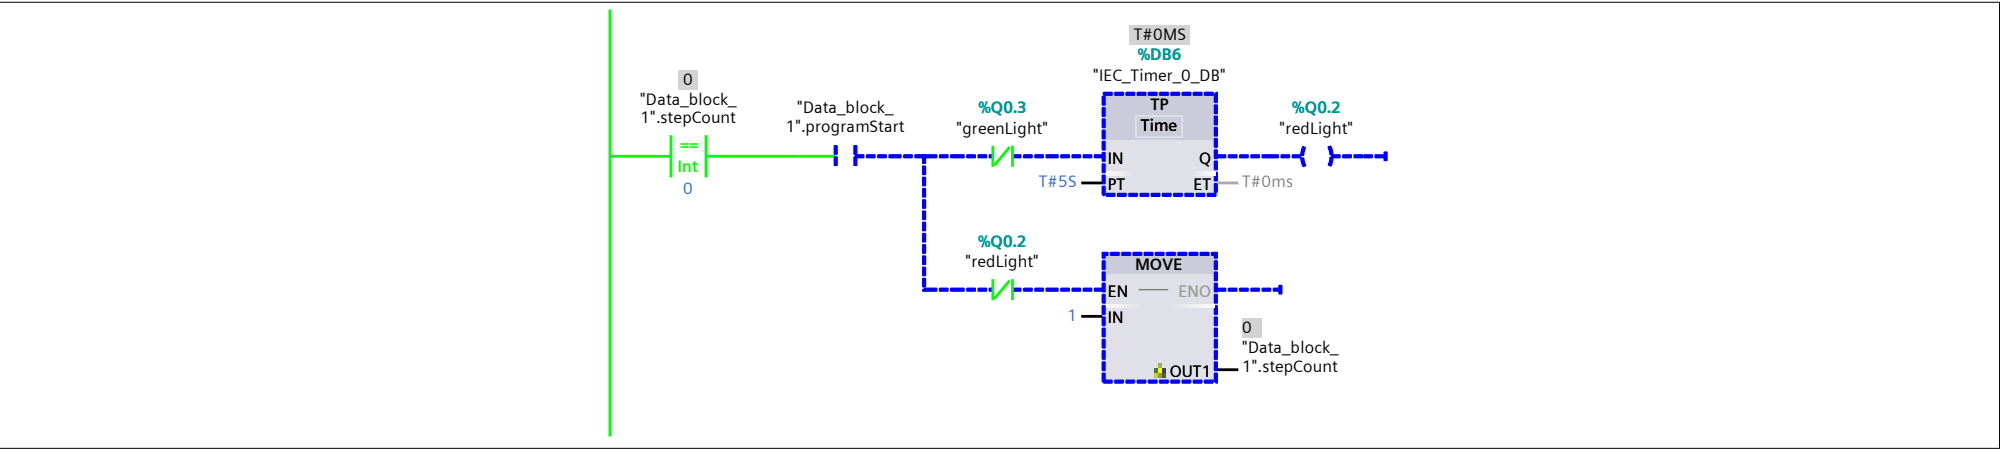 0
"Data_block_
1".stepCount
==
Int
0
"Data_block_
1".programStart
%Q0.3
"greenLight"
T#0MS
%DB6
"IEC_Timer_0_DB"
TP
Time
IN
Q
T#5S
PT
ET
T#0ms
%Q0.2
"redLight"
%Q0.2
"redLight"
MOVE
EN
ENO
1
IN
OUT1
0
"Data_block_
1".stepCount